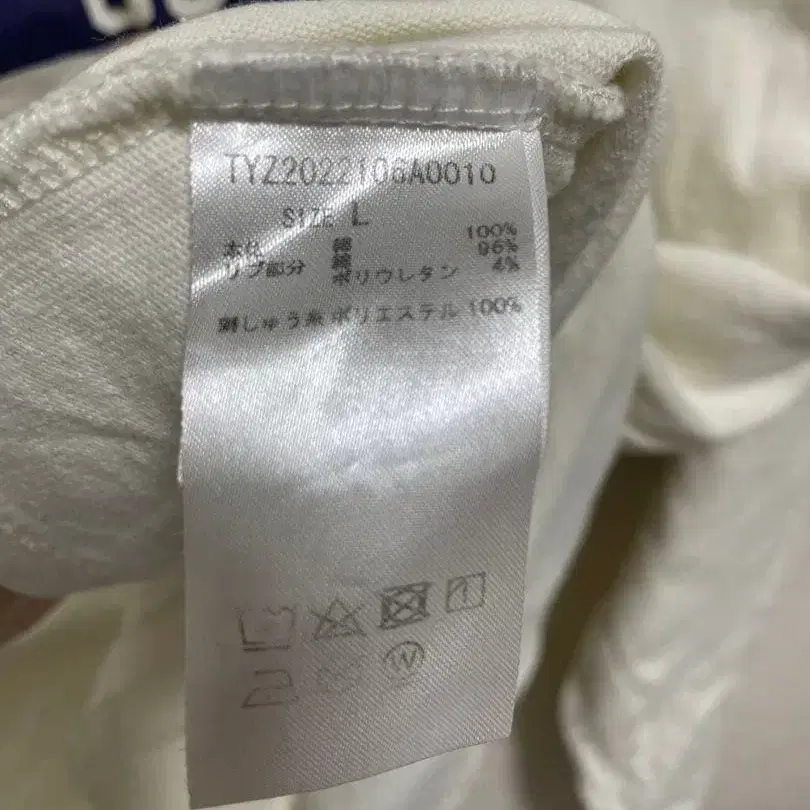 TYZ2022106A0010
SIZE L
本体 綿 100%
リブ部分 綿 96%
ポリウレタン 4%
刺しゅう糸 ポリエステル 100%
W